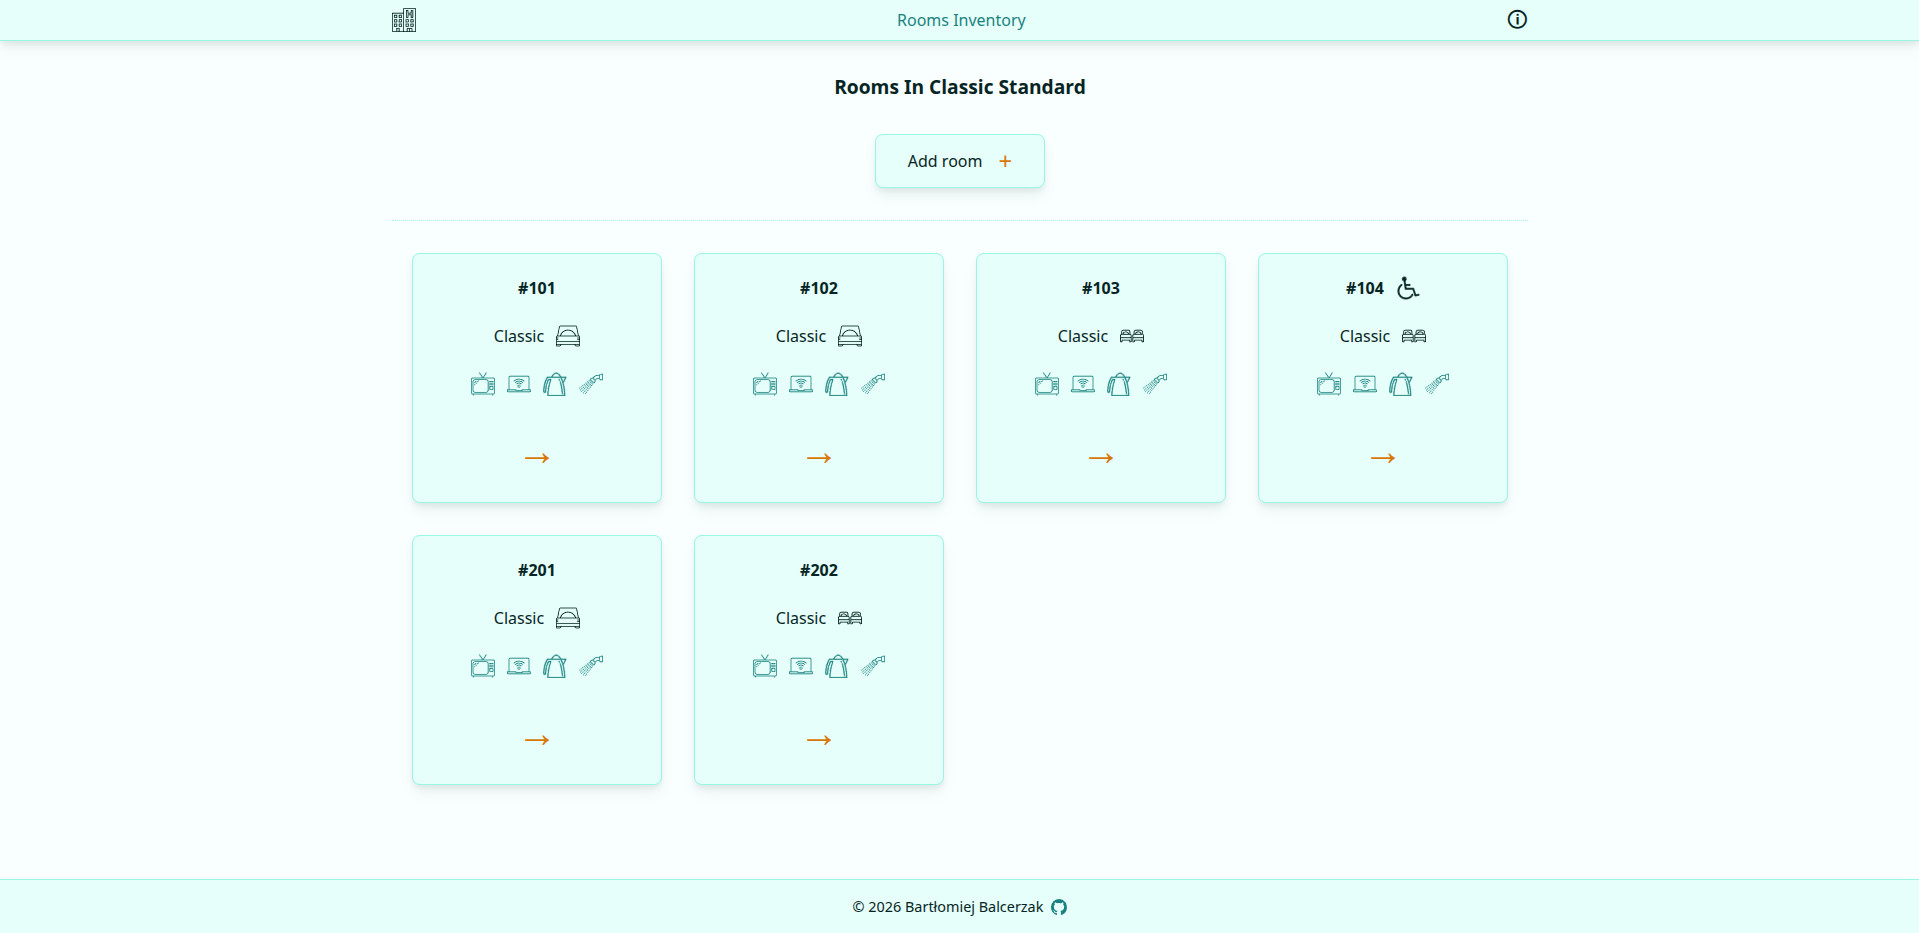 Rooms Inventory
Rooms In Classic Standard
Add room +
#101
Classic
#102
Classic
#103
Classic
#104
Classic
#201
Classic
#202
Classic
© 2026 Bartłomiej Balcerzak